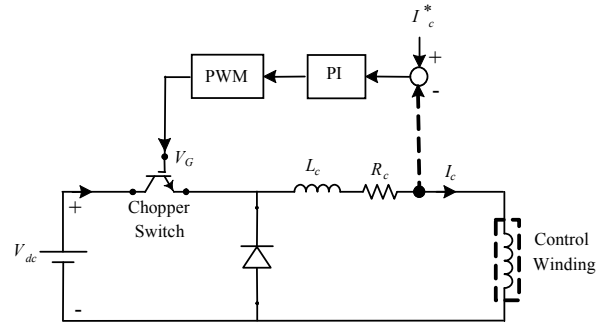 I*c
+
PWM
PI
-
VG
Lc
Rc
Ic
+
Chopper
Switch
Vdc
Control
Winding
-